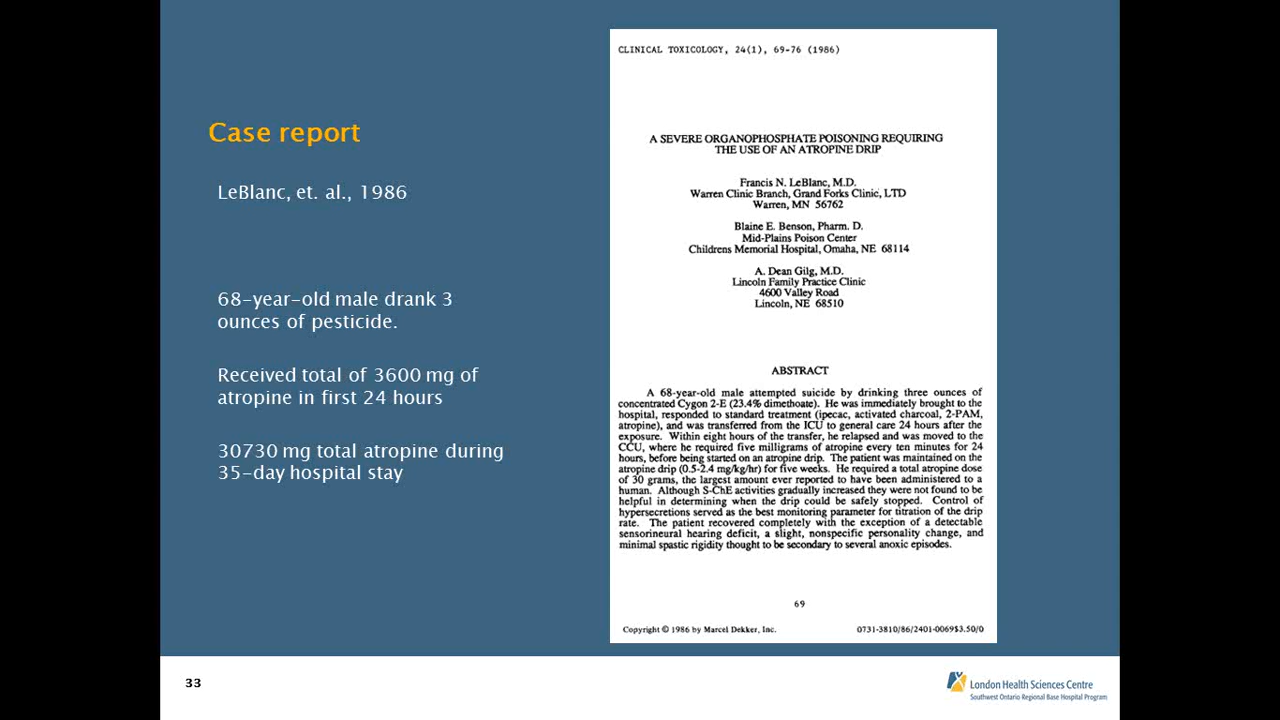 Case report
LeBlanc, et. al., 1986
68-year-old male drank 3
ounces of pesticide.
Received total of 3600 mg of
atropine in first 24 hours
30730 mg total atropine during
35-day hospital stay
CLINICAL TOXICOLOGY, 24(1), 69-76 (1986)
A SEVERE ORGANOPHOSPHATE POISONING REQUIRING
THE USE OF AN ATROPINE DRIP
Francis N. LeBlanc, M.D.
Warren Clinic Branch, Grand Forks Clinic, LTD
Warren, MN 56762
Blaine E. Benson, Pharm. D.
Mid-Plains Poison Center
Childrens Memorial Hospital, Omaha, NE 68114
A. Dean Gilg, M.D.
Lincoln Family Practice Clinic
4600 Valley Road
Lincoln, NE 68510
ABSTRACT
A 68-year-old male attempted suicide by drinking three ounces of
concentrated Cygon 2-E (23.4% dimethoate). He was immediately brought to the
hospital, responded to standard treatment (ipecac, activated charcoal, 2-PAM,
atropine), and was transferred from the ICU to general care 24 hours after the
exposure. Within eight hours of the transfer, he relapsed and was moved to the
CCU, where he required five milligrams of atropine every ten minutes for 24
hours, before being started on an atropine drip. The patient was maintained on the
atropine drip (0.5-2.4 mg/kg/hr) for five weeks. He required a total atropine dose
of 30 grams, the largest amount ever reported to have been administered to a
human. Although S-ChE activities gradually increased they were not found to be
helpful in determining when the drip could be safely stopped. Control of
hypersecretions served as the best monitoring parameter for titration of the drip
rate. The patient recovered completely with the exception of a detectable
sensorineural hearing deficit, a slight, nonspecific personality change, and
minimal spastic rigidity thought to be secondary to several anoxic episodes.
69
Copyright © 1986 by Marcel Dekker, Inc. 0731-3810/86/2401-0069$3.50/0
33
London Health Sciences Centre
Southwest Ontario Regional Base Hospital Program